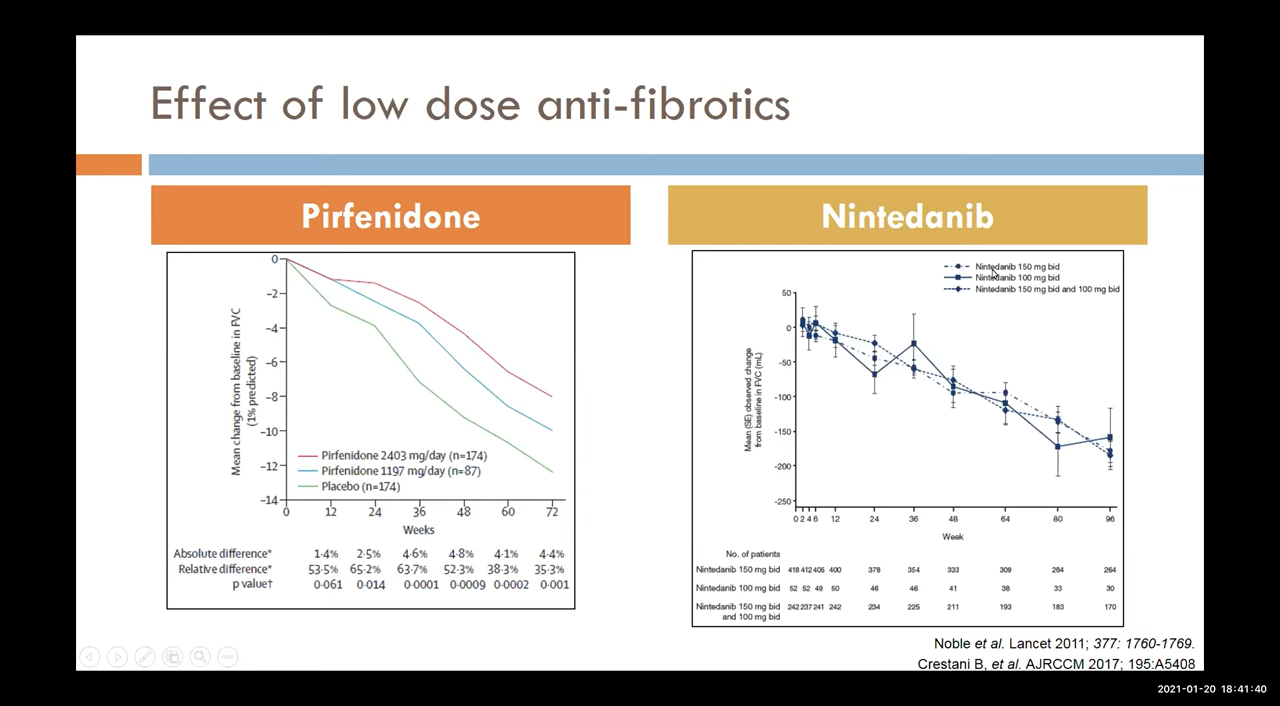 Effect of low dose anti-fibrotics
Pirfenidone
0
−2
−4
−6
−8
−10
−12
−14
Mean change from baseline in FVC
(1% predicted)
Pirfenidone 2403 mg/day (n=174)
Pirfenidone 1197 mg/day (n=87)
Placebo (n=174)
0 12 24 36 48 60 72
Weeks
Absolute difference* 1·4% 2·5% 4·6% 4·8% 4·1% 4·4%
Relative difference* 53·5% 65·2% 63·7% 52·3% 38·3% 35·3%
p value† 0·061 0·014 0·0001 0·0009 0·0002 0·001
Nintedanib
Nintedanib 150 mg bid
Nintedanib 100 mg bid
Nintedanib 150 mg bid and 100 mg bid
50
0
-50
-100
-150
-200
-250
Mean (SE) observed change
from baseline in FVC (mL)
0 2 4 6 12 24 36 48 64 80 96
Week
No. of patients
Nintedanib 150 mg bid 418 412 405 400 378 354 333 309 284 264
Nintedanib 100 mg bid 52 52 49 50 46 46 41 38 33 30
Nintedanib 150 mg bid 242 237 241 242 234 225 211 193 183 170
and 100 mg bid
Noble et al. Lancet 2011; 377: 1760-1769.
Crestani B, et al. AJRCCM 2017; 195:A5408
2021-01-20 18:41:40